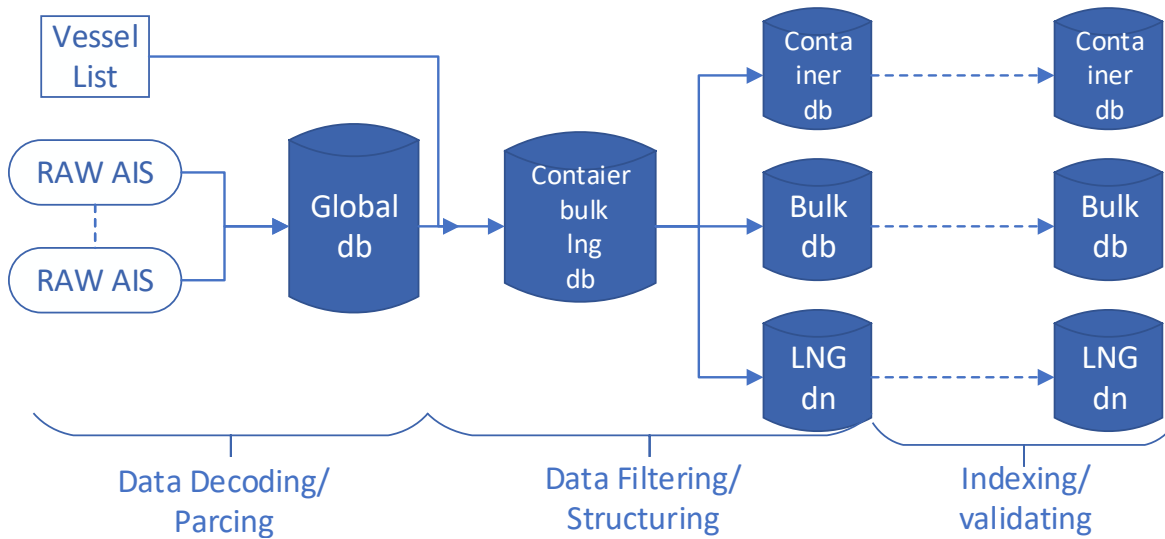 Vessel
List
RAW AIS
RAW AIS
Global
db
Contaier
bulk
lng
db
Conta
iner
db
Bulk
db
LNG
dn
Conta
iner
db
Bulk
db
LNG
dn
Data Decoding/
Parcing
Data Filtering/
Structuring
Indexing/
validating